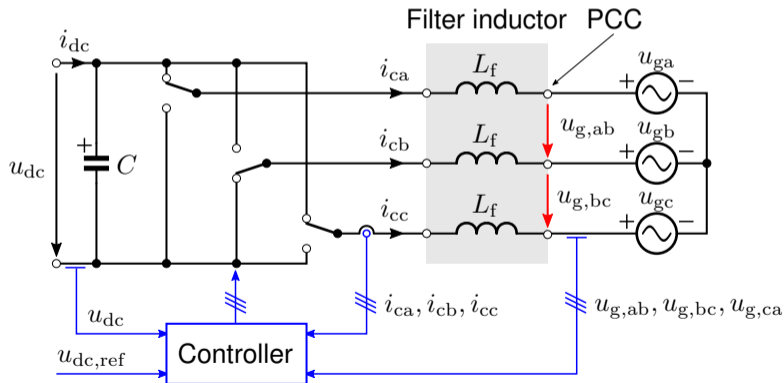 Filter inductor PCC
i_dc
i_ca L_f u_ga
+ −
u_g,ab
i_cb L_f u_gb
+ −
u_dc + C
u_g,bc
i_cc L_f u_gc
+ −
u_dc
i_ca, i_cb, i_cc
u_g,ab, u_g,bc, u_g,ca
u_dc,ref
Controller